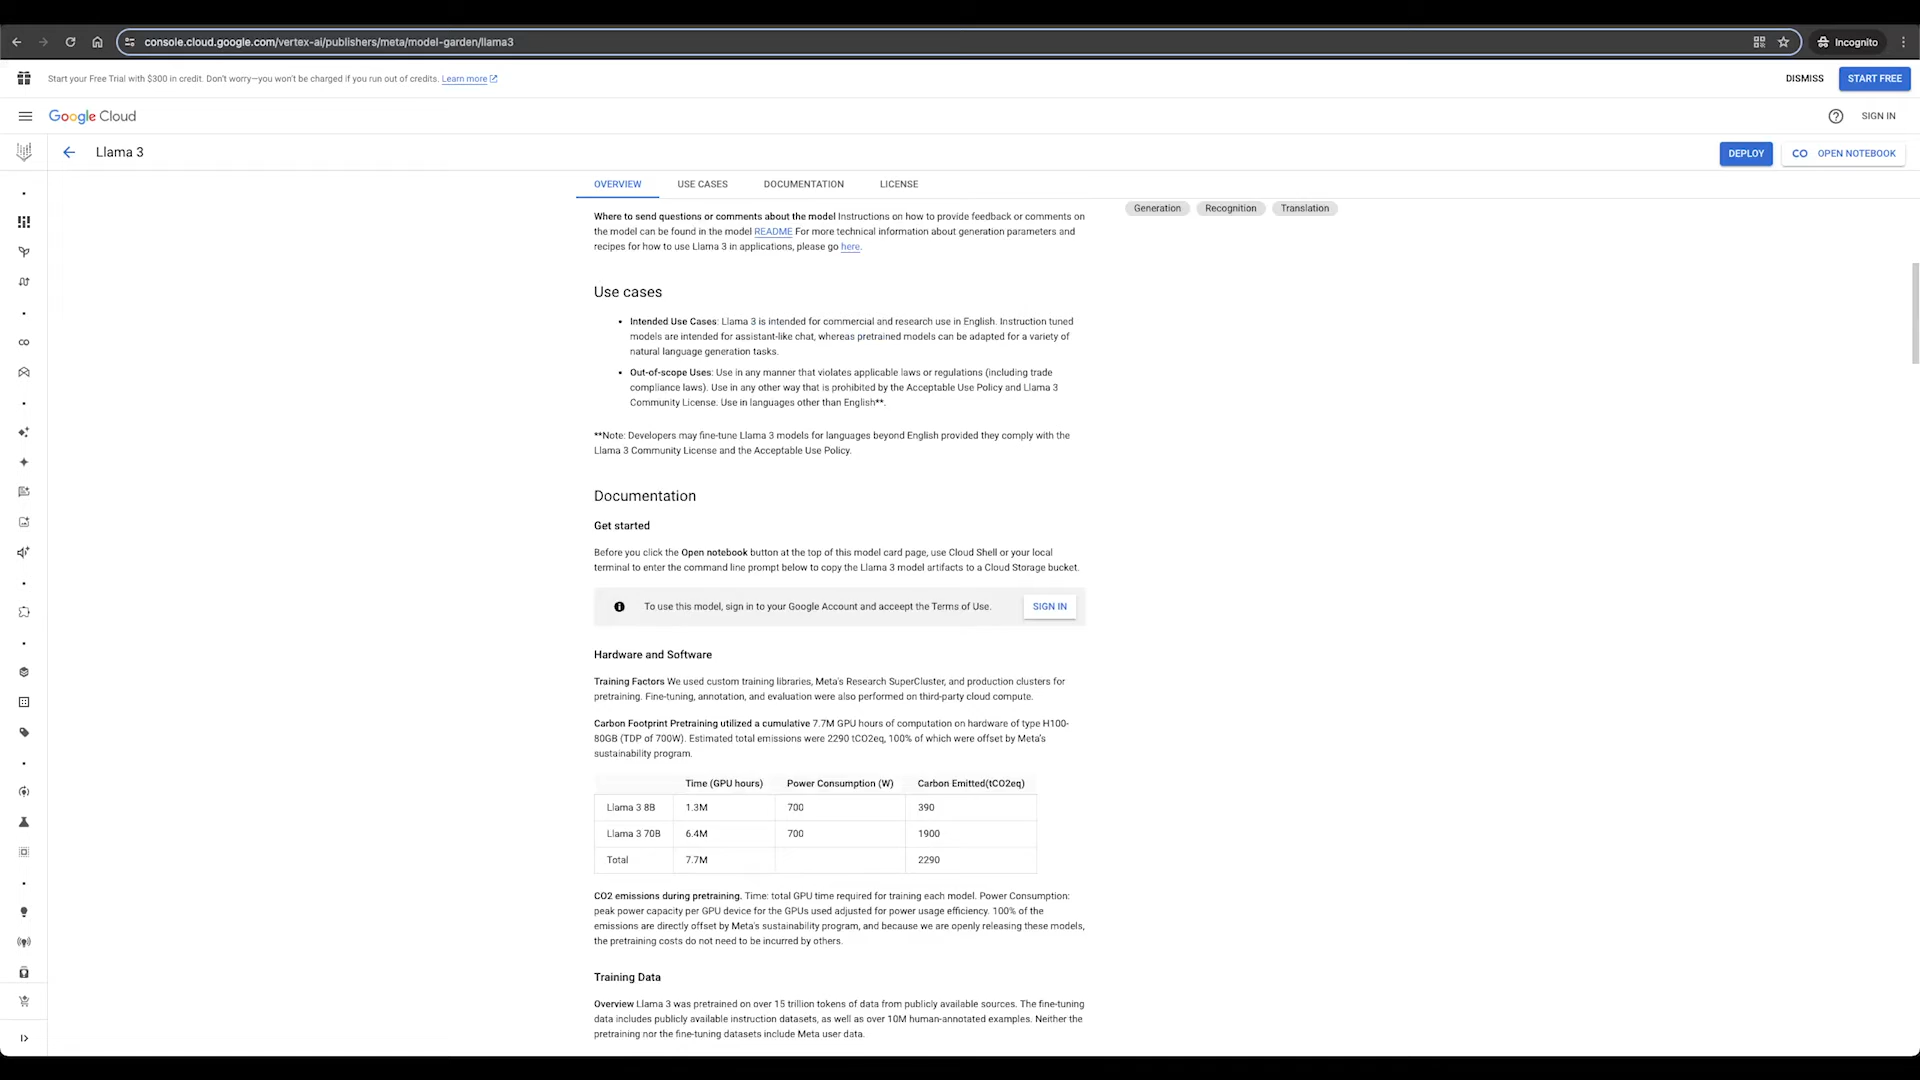 console.cloud.google.com/vertex-ai/publishers/meta/model-garden/llama3
Incognito
Start your Free Trial with $300 in credit. Don't worry—you won't be charged if you run out of credits. Learn more
DISMISS
START FREE
Google Cloud
SIGN IN
Llama 3
DEPLOY
OPEN NOTEBOOK
OVERVIEW
USE CASES
DOCUMENTATION
LICENSE
Where to send questions or comments about the model Instructions on how to provide feedback or comments on
the model can be found in the model README For more technical information about generation parameters and
recipes for how to use Llama 3 in applications, please go here.
Generation
Recognition
Translation
Use cases
• Intended Use Cases: Llama 3 is intended for commercial and research use in English. Instruction tuned
models are intended for assistant-like chat, whereas pretrained models can be adapted for a variety of
natural language generation tasks.
• Out-of-scope Uses: Use in any manner that violates applicable laws or regulations (including trade
compliance laws). Use in any other way that is prohibited by the Acceptable Use Policy and Llama 3
Community License. Use in languages other than English**.
**Note: Developers may fine-tune Llama 3 models for languages beyond English provided they comply with the
Llama 3 Community License and the Acceptable Use Policy.
Documentation
Get started
Before you click the Open notebook button at the top of this model card page, use Cloud Shell or your local
terminal to enter the command line prompt below to copy the Llama 3 model artifacts to a Cloud Storage bucket.
To use this model, sign in to your Google Account and acceept the Terms of Use.
SIGN IN
Hardware and Software
Training Factors We used custom training libraries, Meta's Research SuperCluster, and production clusters for
pretraining. Fine-tuning, annotation, and evaluation were also performed on third-party cloud compute.
Carbon Footprint Pretraining utilized a cumulative 7.7M GPU hours of computation on hardware of type H100-
80GB (TDP of 700W). Estimated total emissions were 2290 tCO2eq, 100% of which were offset by Meta's
sustainability program.
Time (GPU hours) Power Consumption (W) Carbon Emitted(tCO2eq)
Llama 3 8B 1.3M 700 390
Llama 3 70B 6.4M 700 1900
Total 7.7M 2290
CO2 emissions during pretraining. Time: total GPU time required for training each model. Power Consumption:
peak power capacity per GPU device for the GPUs used adjusted for power usage efficiency. 100% of the
emissions are directly offset by Meta's sustainability program, and because we are openly releasing these models,
the pretraining costs do not need to be incurred by others.
Training Data
Overview Llama 3 was pretrained on over 15 trillion tokens of data from publicly available sources. The fine-tuning
data includes publicly available instruction datasets, as well as over 10M human-annotated examples. Neither the
pretraining nor the fine-tuning datasets include Meta user data.